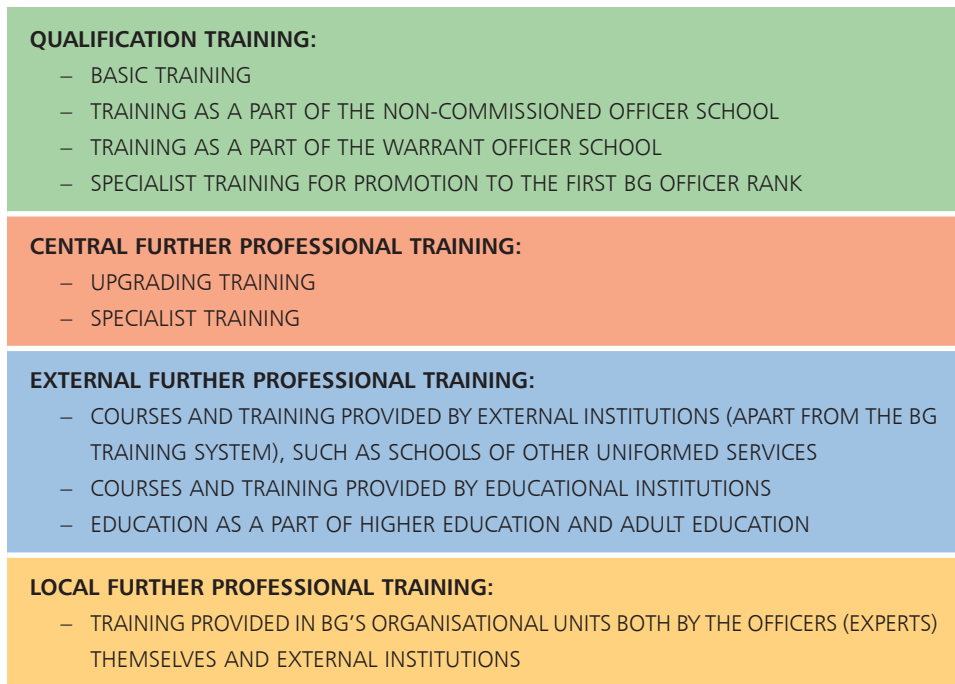 QUALIFICATION TRAINING:
– BASIC TRAINING
– TRAINING AS A PART OF THE NON-COMMISSIONED OFFICER SCHOOL
– TRAINING AS A PART OF THE WARRANT OFFICER SCHOOL
– SPECIALIST TRAINING FOR PROMOTION TO THE FIRST BG OFFICER RANK
CENTRAL FURTHER PROFESSIONAL TRAINING:
– UPGRADING TRAINING
– SPECIALIST TRAINING
EXTERNAL FURTHER PROFESSIONAL TRAINING:
– COURSES AND TRAINING PROVIDED BY EXTERNAL INSTITUTIONS (APART FROM THE BG
TRAINING SYSTEM), SUCH AS SCHOOLS OF OTHER UNIFORMED SERVICES
– COURSES AND TRAINING PROVIDED BY EDUCATIONAL INSTITUTIONS
– EDUCATION AS A PART OF HIGHER EDUCATION AND ADULT EDUCATION
LOCAL FURTHER PROFESSIONAL TRAINING:
– TRAINING PROVIDED IN BG'S ORGANISATIONAL UNITS BOTH BY THE OFFICERS (EXPERTS)
THEMSELVES AND EXTERNAL INSTITUTIONS